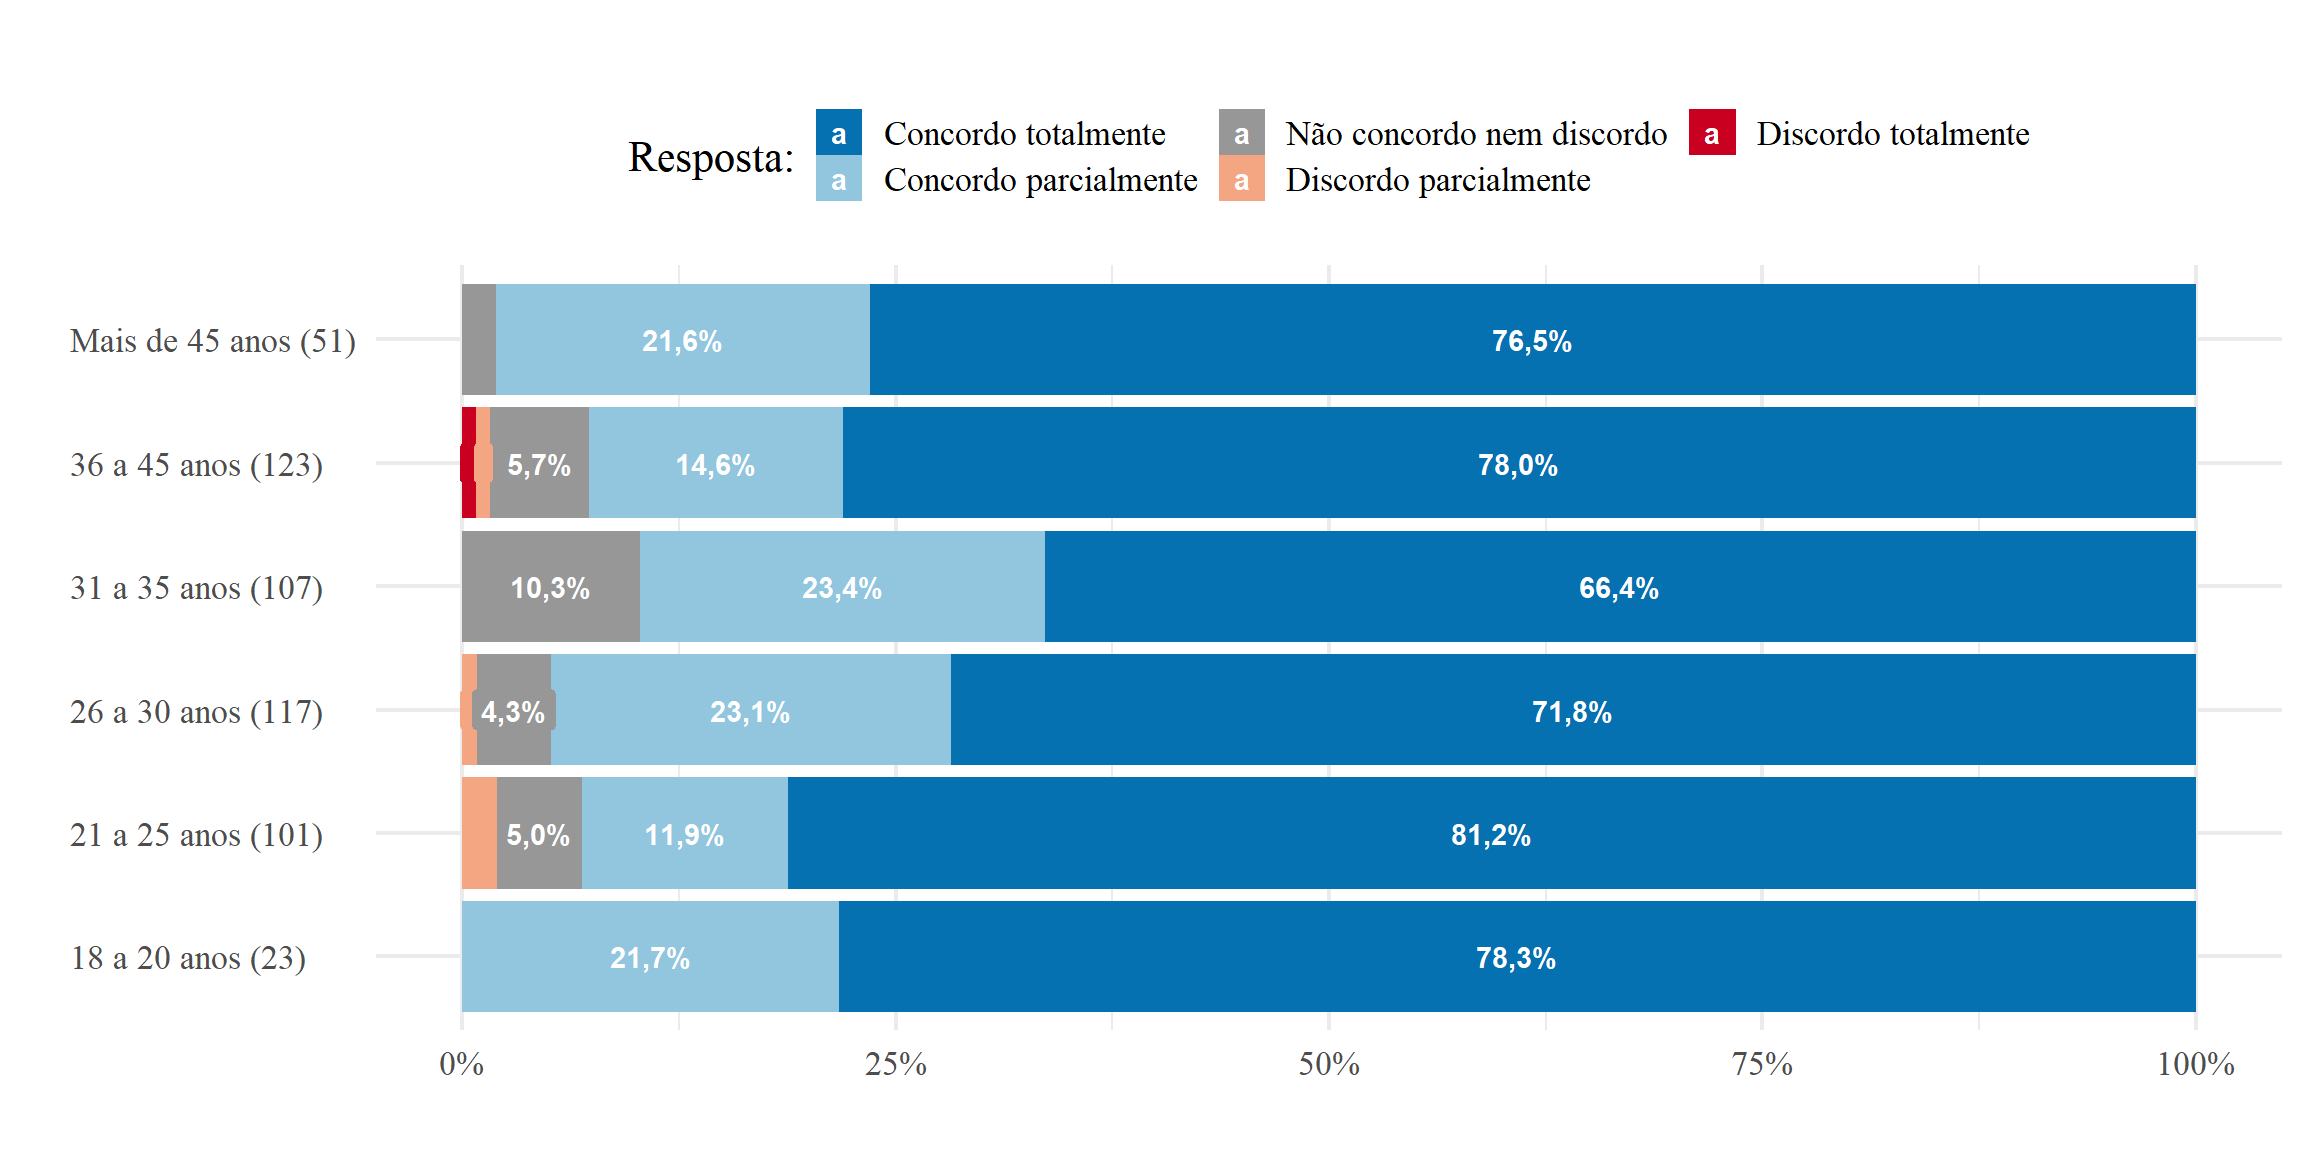 Resposta:
a Concordo totalmente
a Não concordo nem discordo
a Discordo totalmente
a Concordo parcialmente
a Discordo parcialmente
Mais de 45 anos (51)
21,6%
76,5%
36 a 45 anos (123)
5,7%
14,6%
78,0%
31 a 35 anos (107)
10,3%
23,4%
66,4%
26 a 30 anos (117)
4,3%
23,1%
71,8%
21 a 25 anos (101)
5,0%
11,9%
81,2%
18 a 20 anos (23)
21,7%
78,3%
0%
25%
50%
75%
100%